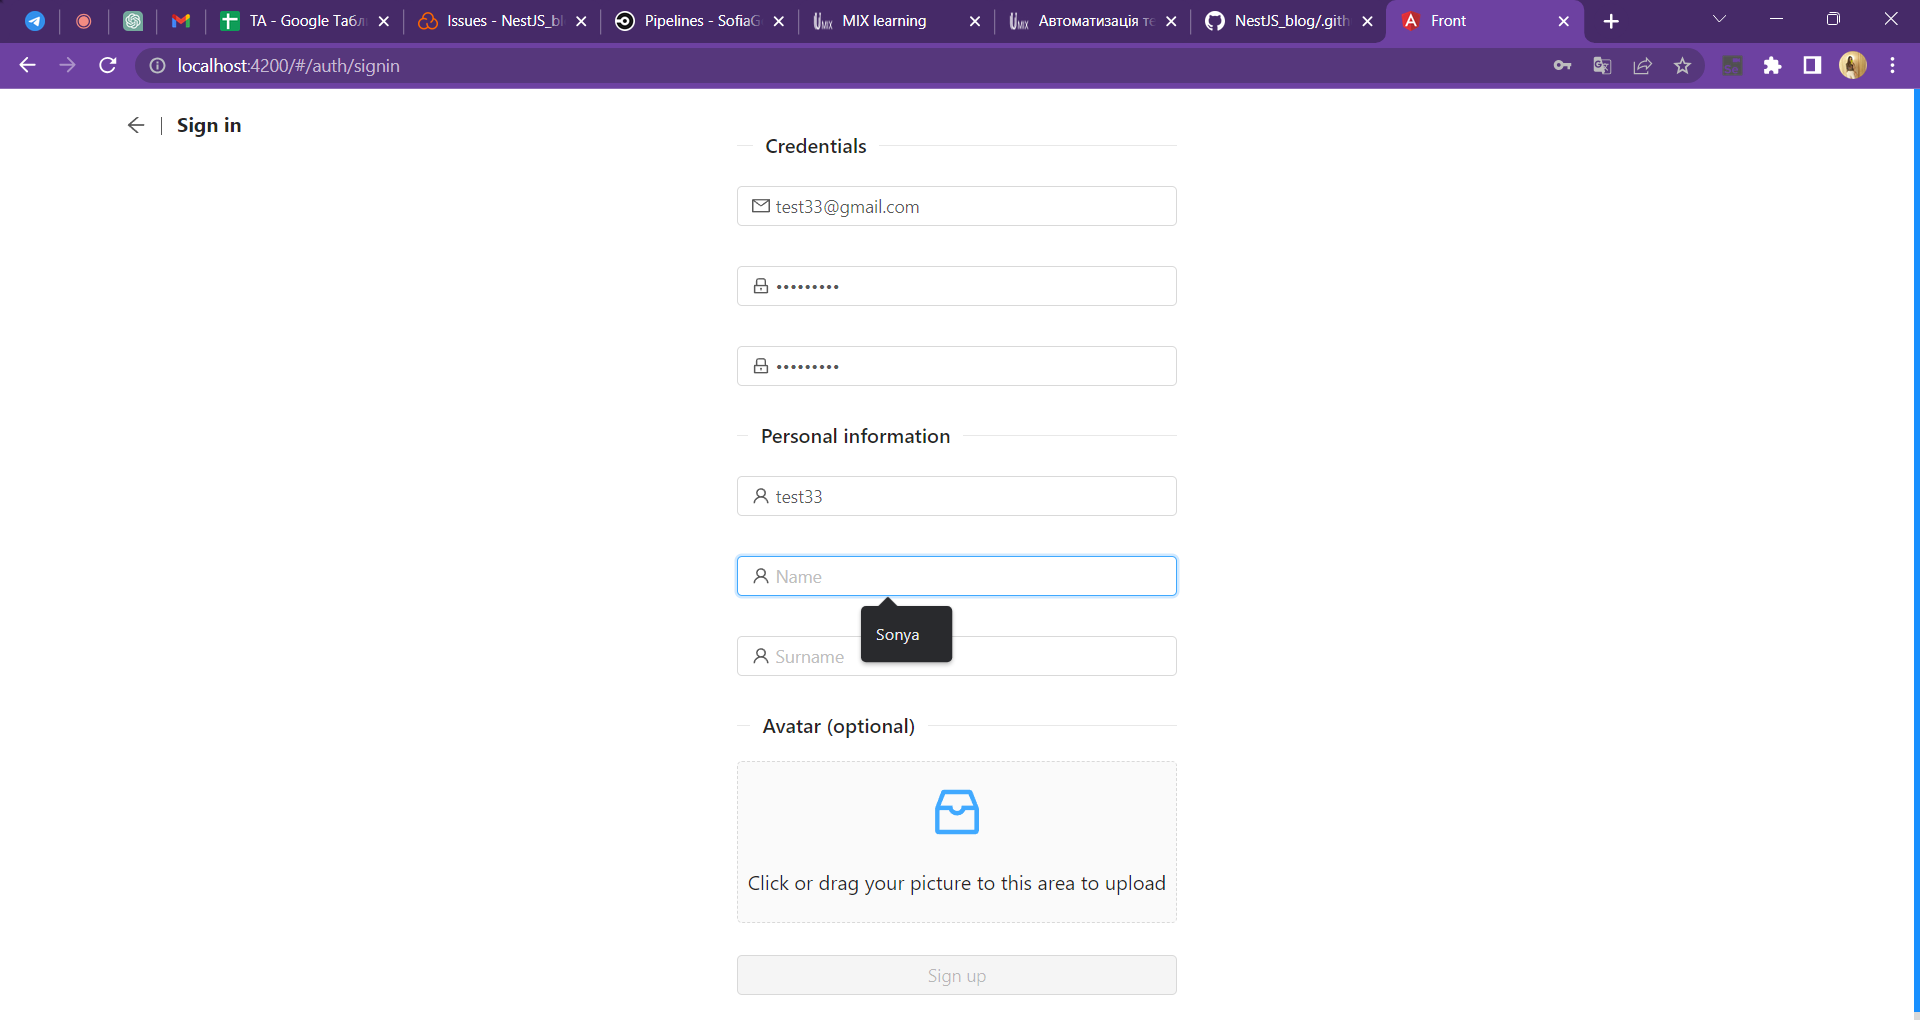 TA - Google Табл
Issues - NestJS_bl
Pipelines - SofiaG
MIX learning
Автоматизація те
NestJS_blog/.gith
Front
localhost:4200/#/auth/signin
Sign in
Credentials
test33@gmail.com
•••••••••
•••••••••
Personal information
test33
Name
Sonya
Surname
Avatar (optional)
Click or drag your picture to this area to upload
Sign up